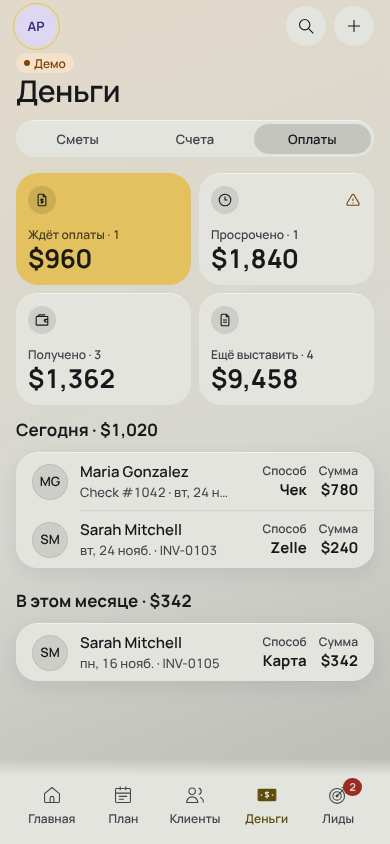 AP
Демо
Деньги
Сметы Счета Оплаты
Ждёт оплаты · 1
$960
Просрочено · 1
$1,840
Получено · 3
$1,362
Ещё выставить · 4
$9,458
Сегодня · $1,020
MG
Maria Gonzalez
Check #1042 · вт, 24 н…
Способ Сумма
Чек $780
SM
Sarah Mitchell
вт, 24 нояб. · INV-0103
Способ Сумма
Zelle $240
В этом месяце · $342
SM
Sarah Mitchell
пн, 16 нояб. · INV-0105
Способ Сумма
Карта $342
2
Главная План Клиенты Деньги Лиды